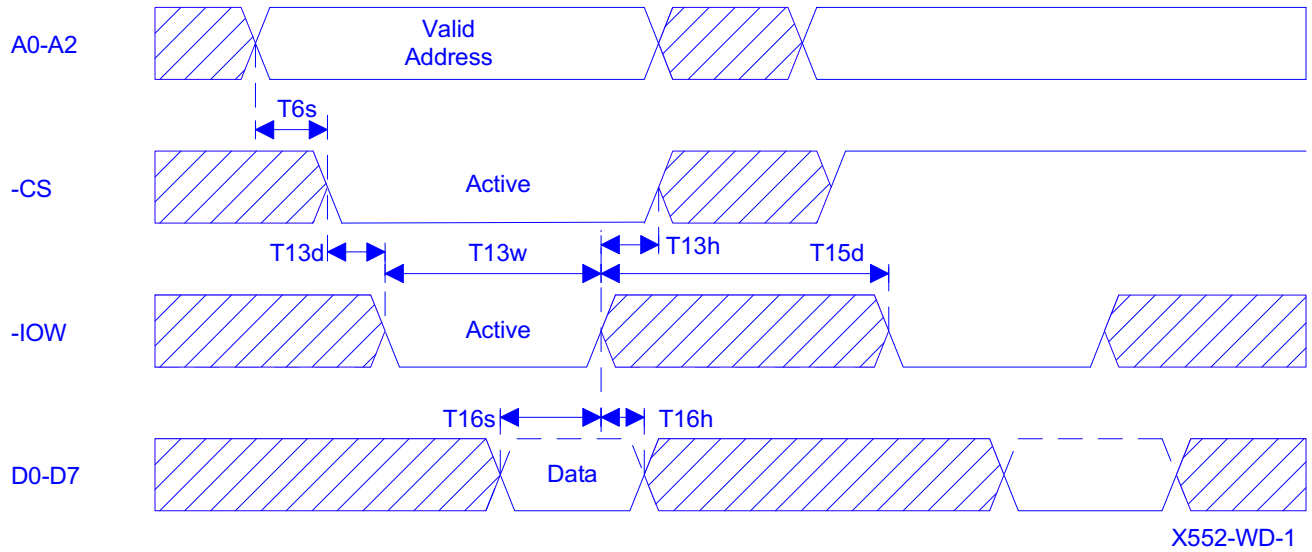 A0-A2
Valid
Address
T6s
-CS
Active
T13d
T13w
T13h
T15d
-IOW
Active
T16s
T16h
D0-D7
Data
X552-WD-1